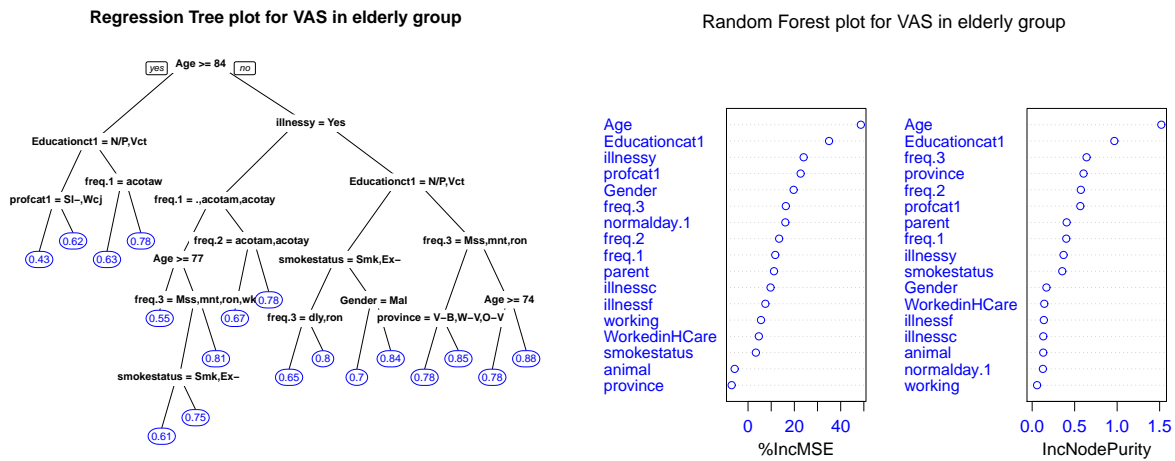 Regression Tree plot for VAS in elderly group
yes
Age >= 84
no
illnessy = Yes
Educationct1 = N/P,Vct
freq.1 = acotaw
Educationct1 = N/P,Vct
profcat1 = Sl−,Wcj
freq.1 = .,acotam,acotay
0.62
0.78
freq.2 = acotam,acotay
freq.3 = Mss,mnt,ron
0.43
0.63
Age >= 77
smokestatus = Smk,Ex−
freq.3 = Mss,mnt,ron,wk
0.78
Gender = Mal
Age >= 74
0.55
0.67
freq.3 = dly,ron
province = V−B,W−V,O−V
0.81
0.8
0.84
0.85
0.88
smokestatus = Smk,Ex−
0.65
0.7
0.78
0.78
0.75
0.61
Random Forest plot for VAS in elderly group
Age
Educationcat1
illnessy
profcat1
Gender
freq.3
normalday.1
freq.2
freq.1
parent
illnessc
illnessf
working
WorkedinHCare
smokestatus
animal
province
0
20
40
%IncMSE
Age
Educationcat1
freq.3
province
freq.2
profcat1
parent
freq.1
illnessy
smokestatus
Gender
WorkedinHCare
illnessf
illnessc
animal
normalday.1
working
0.0
0.5
1.0
1.5
IncNodePurity